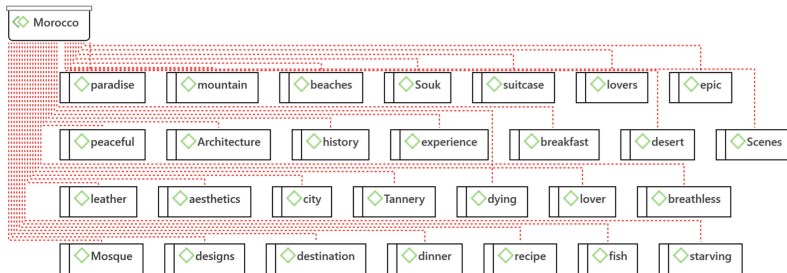 Morocco
paradise mountain beaches Souk suitcase lovers epic
peaceful Architecture history experience breakfast desert Scenes
leather aesthetics city Tannery dying lover breathless
Mosque designs destination dinner recipe fish starving